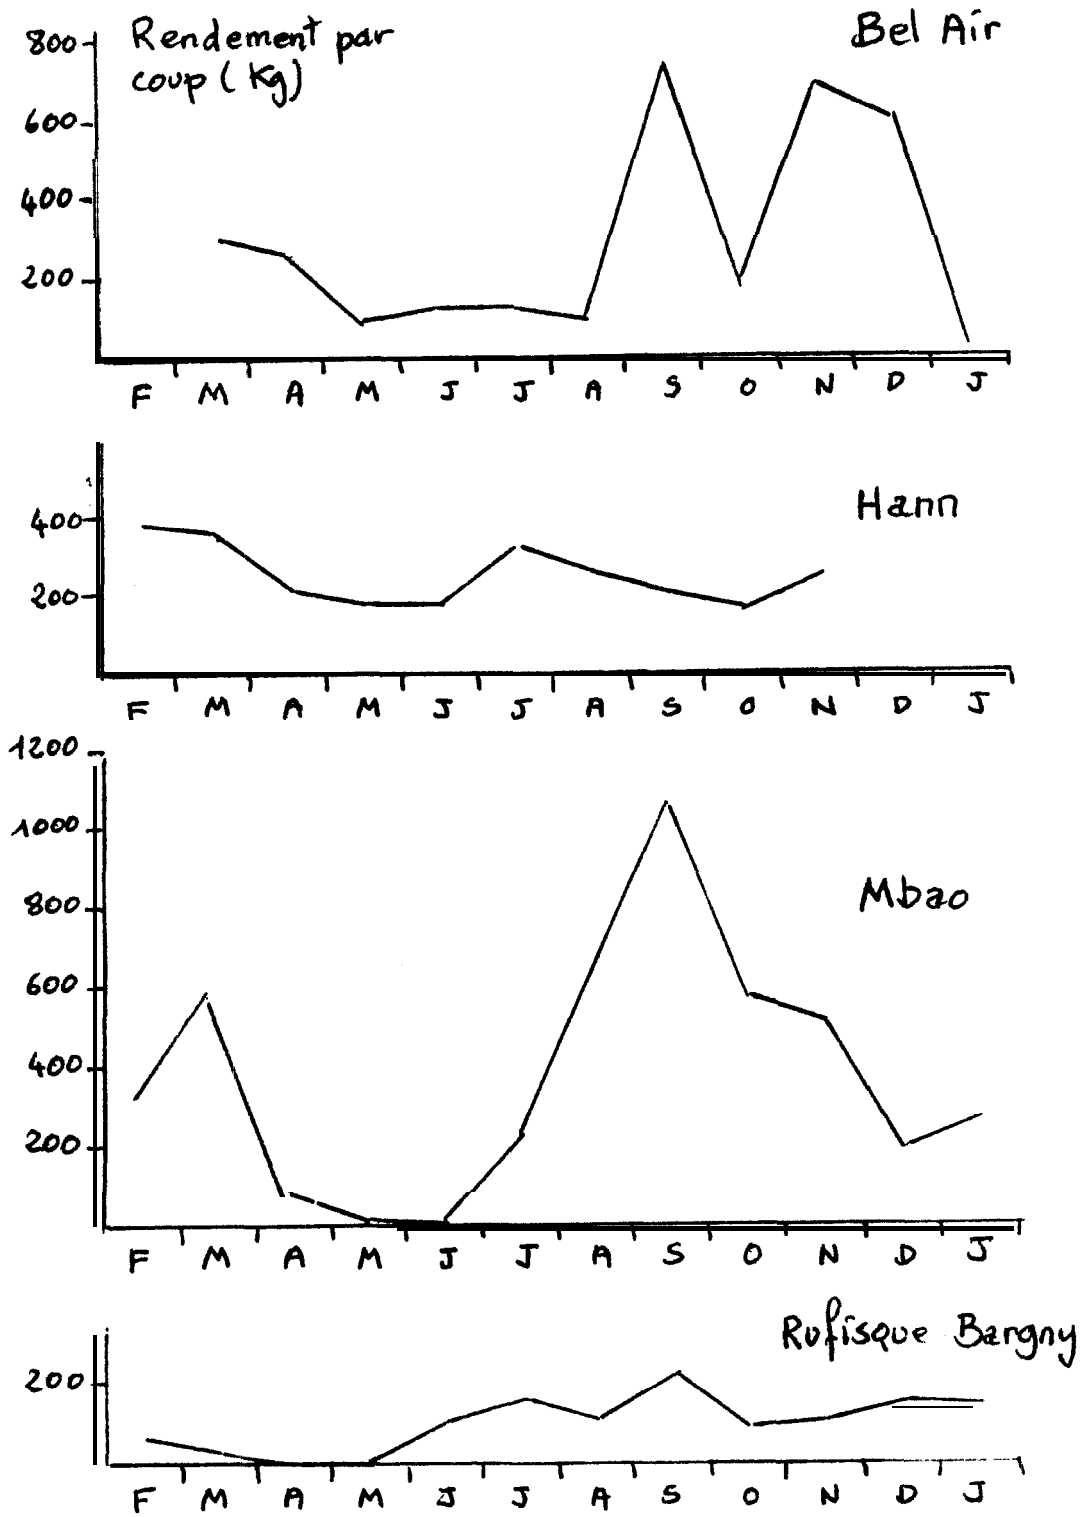 Rendement par
coup (Kg)
Bel Air
800
600
400
200
F M A M J J A S O N D J
Hann
400
200
F M A M J J A S O N D J
1200
1000
800
600
400
200
Mbao
F M A M J J A S O N D J
Rufisque Bargny
200
F M A M J J A S O N D J